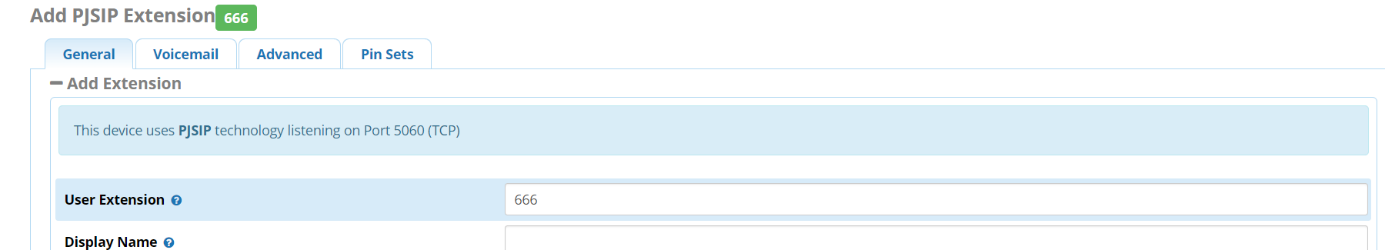 Add PJSIP Extension 666
General Voicemail Advanced Pin Sets
Add Extension
This device uses PJSIP technology listening on Port 5060 (TCP)
User Extension 666
Display Name